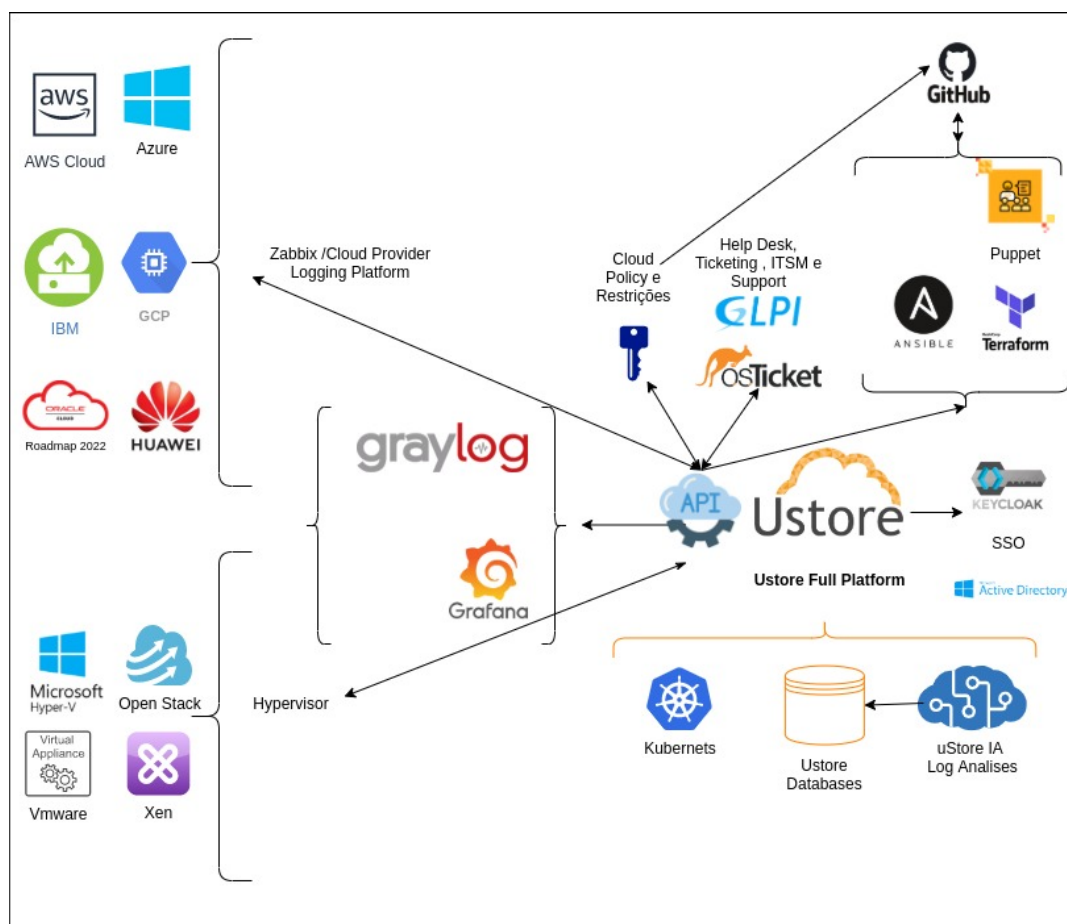 aws
AWS Cloud
Azure
IBM
GCP
ORACLE
CLOUD
Roadmap 2022
HUAWEI
Zabbix /Cloud Provider
Logging Platform
Cloud
Policy e
Restrições
Help Desk,
Ticketing , ITSM e
Support
GLPI
osTicket
GitHub
Puppet
ANSIBLE
HashiCorp
Terraform
graylog
Grafana
API
Ustore
Ustore Full Platform
KEYCLOAK
SSO
Active Directory
Microsoft
Hyper-V
Open Stack
Virtual
Appliance
Vmware
Xen
Hypervisor
Kubernets
Ustore
Databases
uStore IA
Log Analises